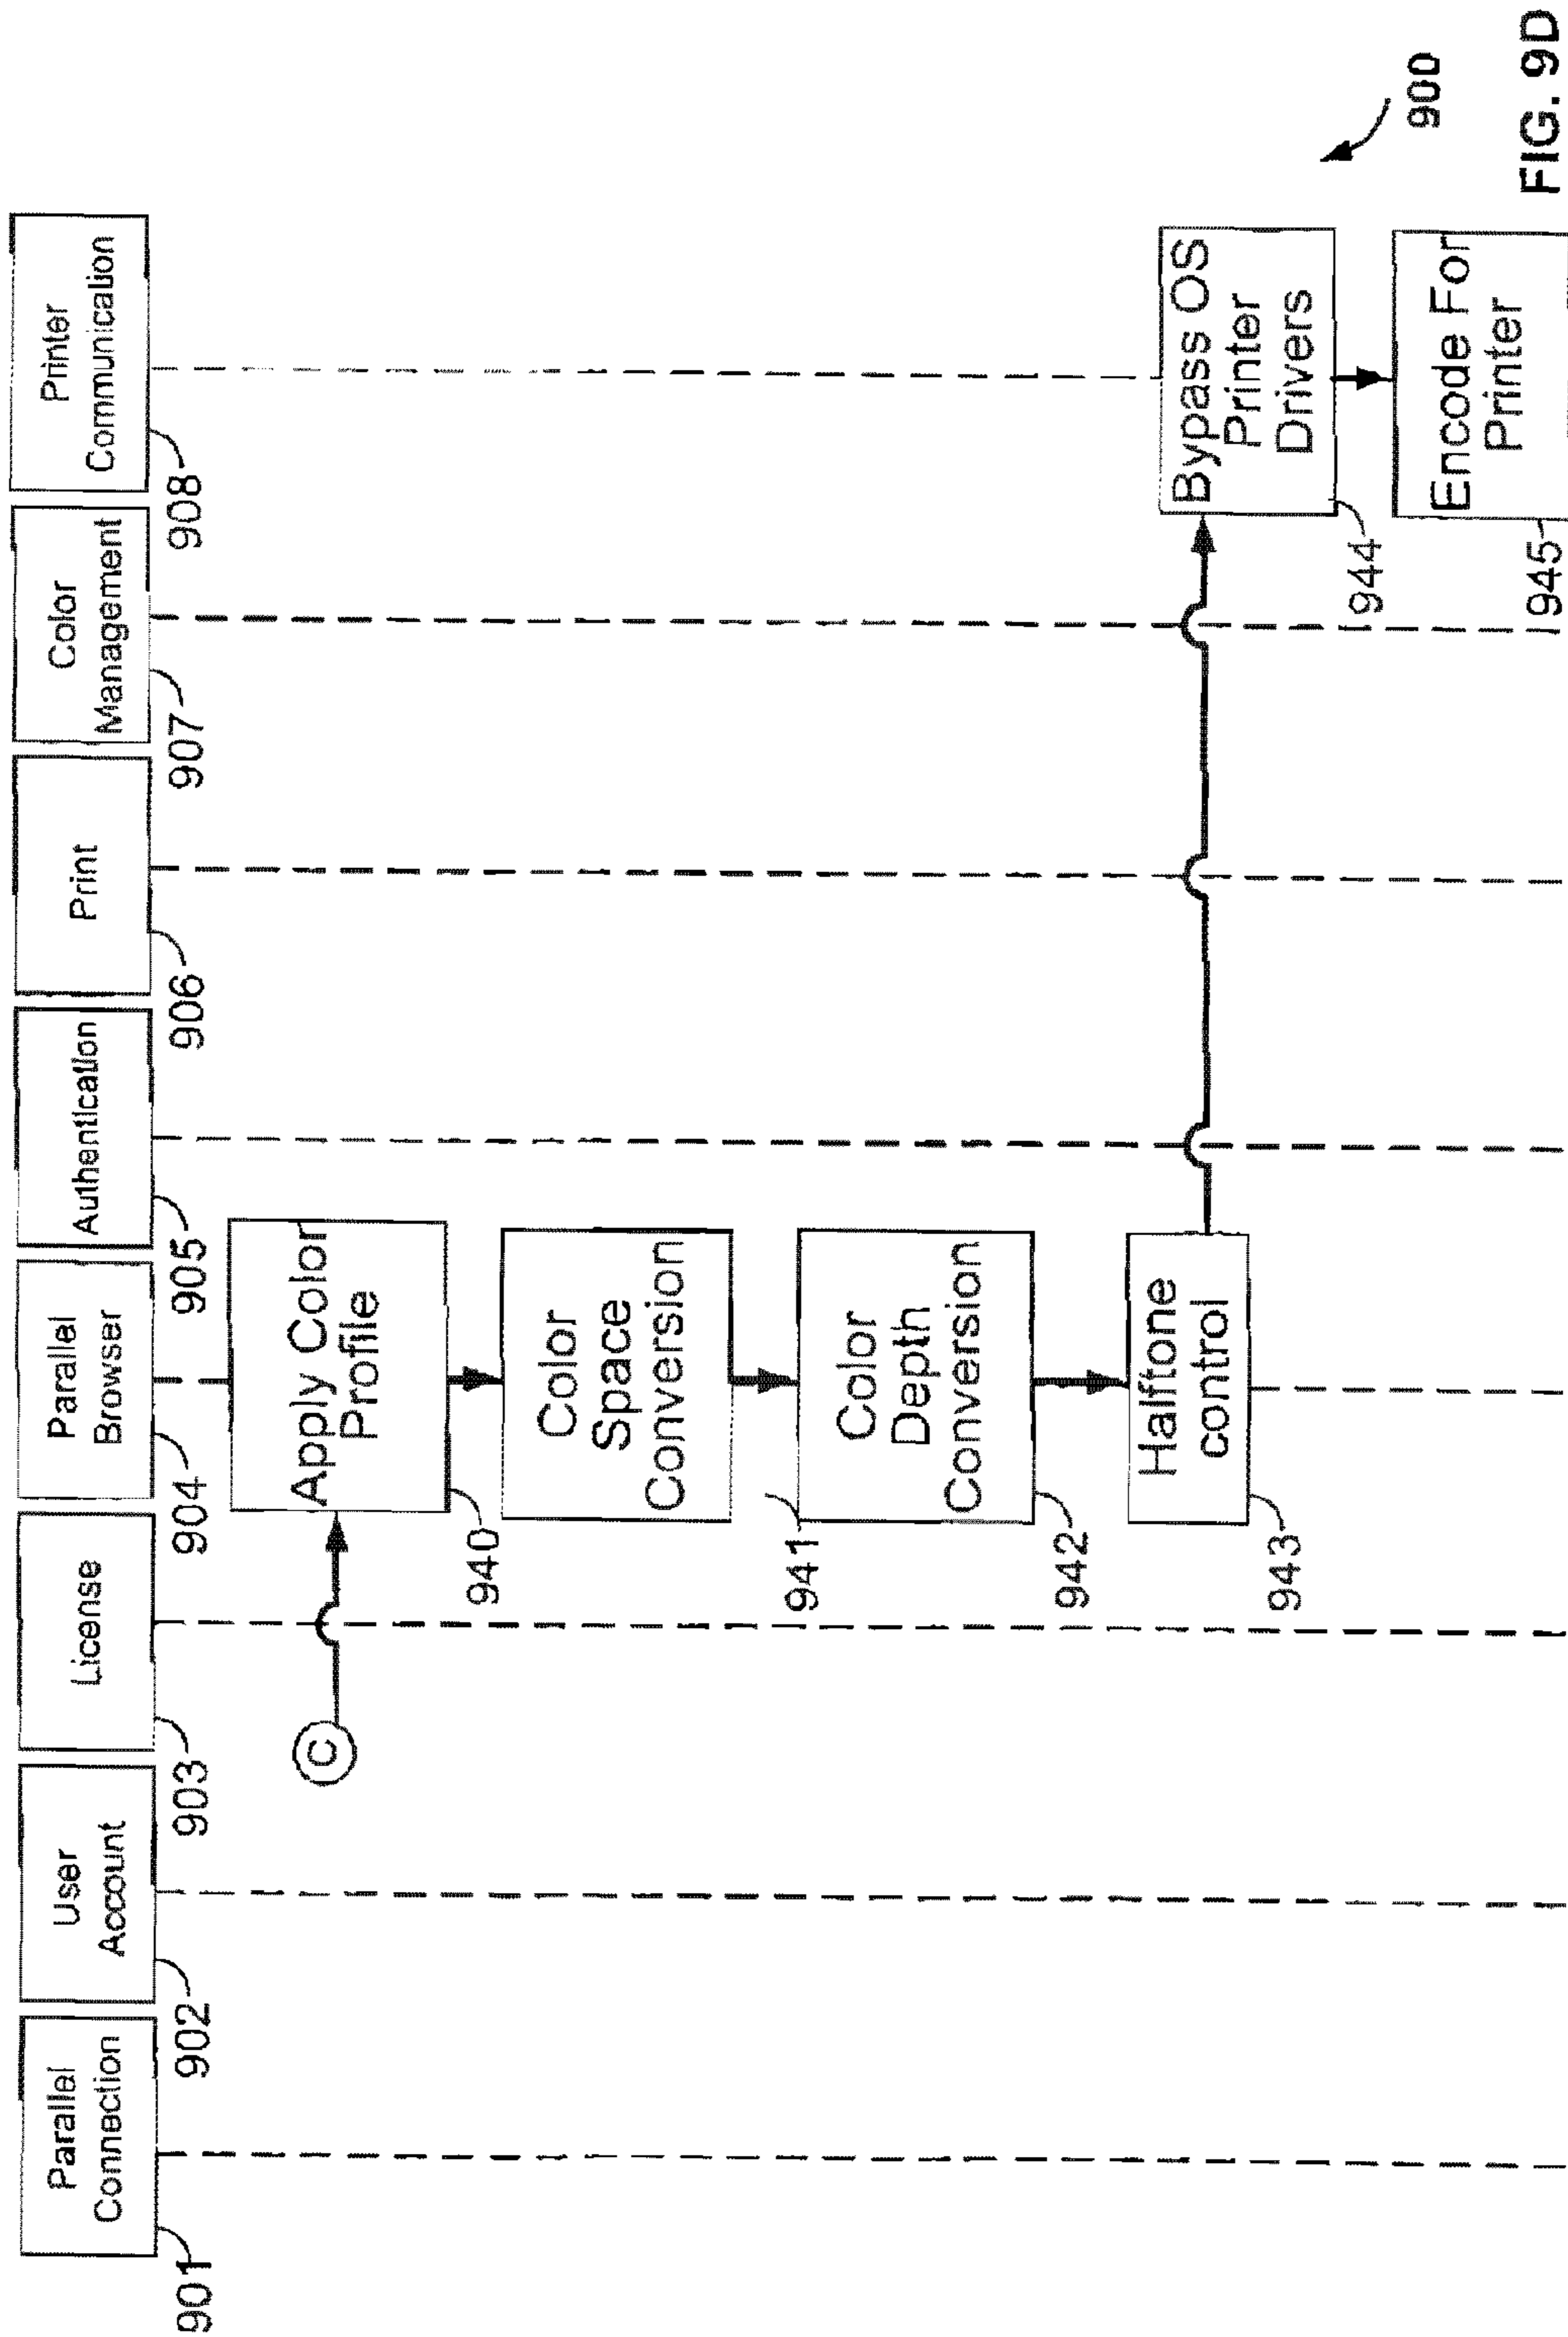 Parallel
Connection
901
User
Account
902
License
903
Parallel
Browser
904
Authentication
905
Print
906
Color
Management
907
Printer
Communication
908
C
Apply Color
Profile
940
Color
Space
Conversion
941
Color
Depth
Conversion
942
Halftone
control
943
Bypass OS
Printer
Drivers
944
Encode For
Printer
945
900
FIG. 9D